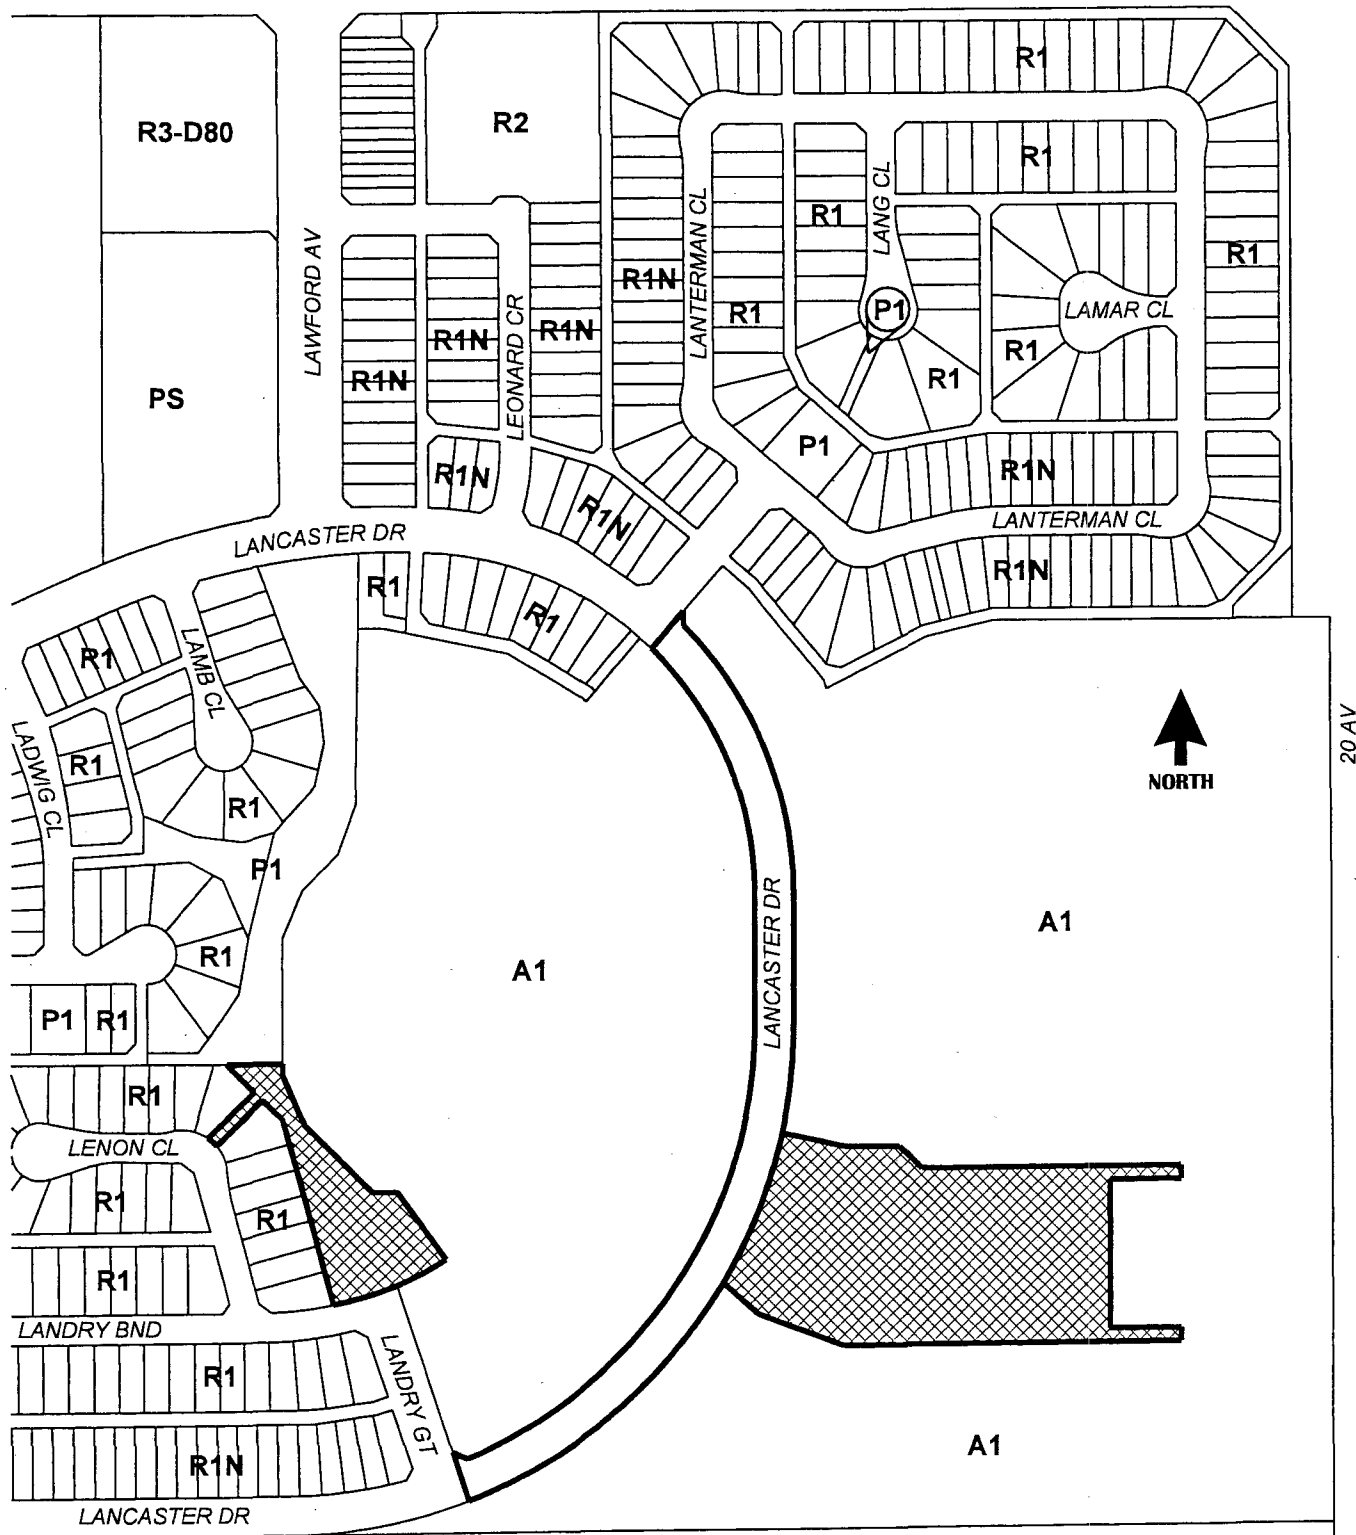 R3-D80
R2
R1
R1
R1
LANG CL
LANTERMAN CL
LAWFORD AV
R1N
R1
R1
P1
LAMAR CL
LEONARD CR
R1N
R1N
R1
R1
R1N
PS
P1
R1N
R1N
R1N
LANTERMAN CL
LANCASTER DR
R1N
R1
R1
R1
LAMB CL
LADWIG CL
R1
R1
20 AV
NORTH
P1
LANCASTER DR
A1
R1
A1
P1
R1
R1
LENON CL
R1
R1
R1
LANDRY BND
LANDRY GT
R1
A1
R1N
LANCASTER DR